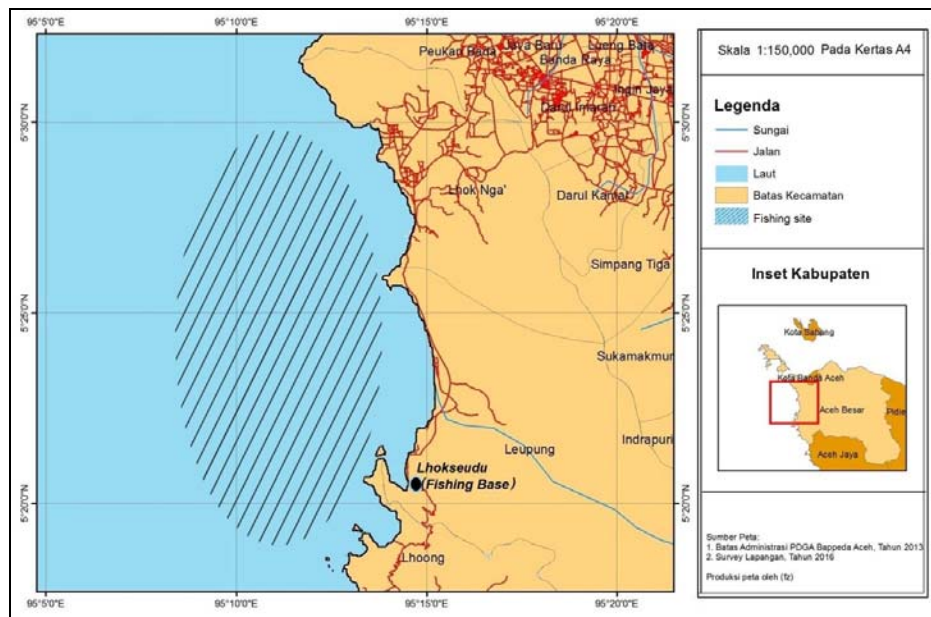 95°5'0"E 95°10'0"E 95°15'0"E 95°20'0"E
Peukan Bada Jaya Baru Lueng Bata
Banda Raya
Ingin Jaya
Darul Imarah
5°30'0"N 5°30'0"N
Lhok Nga' Darul Kamal
Simpang Tiga
5°25'0"N 5°25'0"N
Sukamakmur
Leupung Indrapuri
Lhokseudu
(Fishing Base)
5°20'0"N 5°20'0"N
Lhoong
95°5'0"E 95°10'0"E 95°15'0"E 95°20'0"E
Skala 1:150,000 Pada Kertas A4
Legenda
Sungai
Jalan
Laut
Batas Kecamatan
Fishing site
Inset Kabupaten
Kota Sabang
Kota Banda Aceh
Aceh Besar Pidie
Aceh Jaya
Sumber Peta:
1. Batas Administrasi PDGA Bappeda Aceh, Tahun 2013
2. Survey Lapangan, Tahun 2016
Produksi peta oleh (fz)